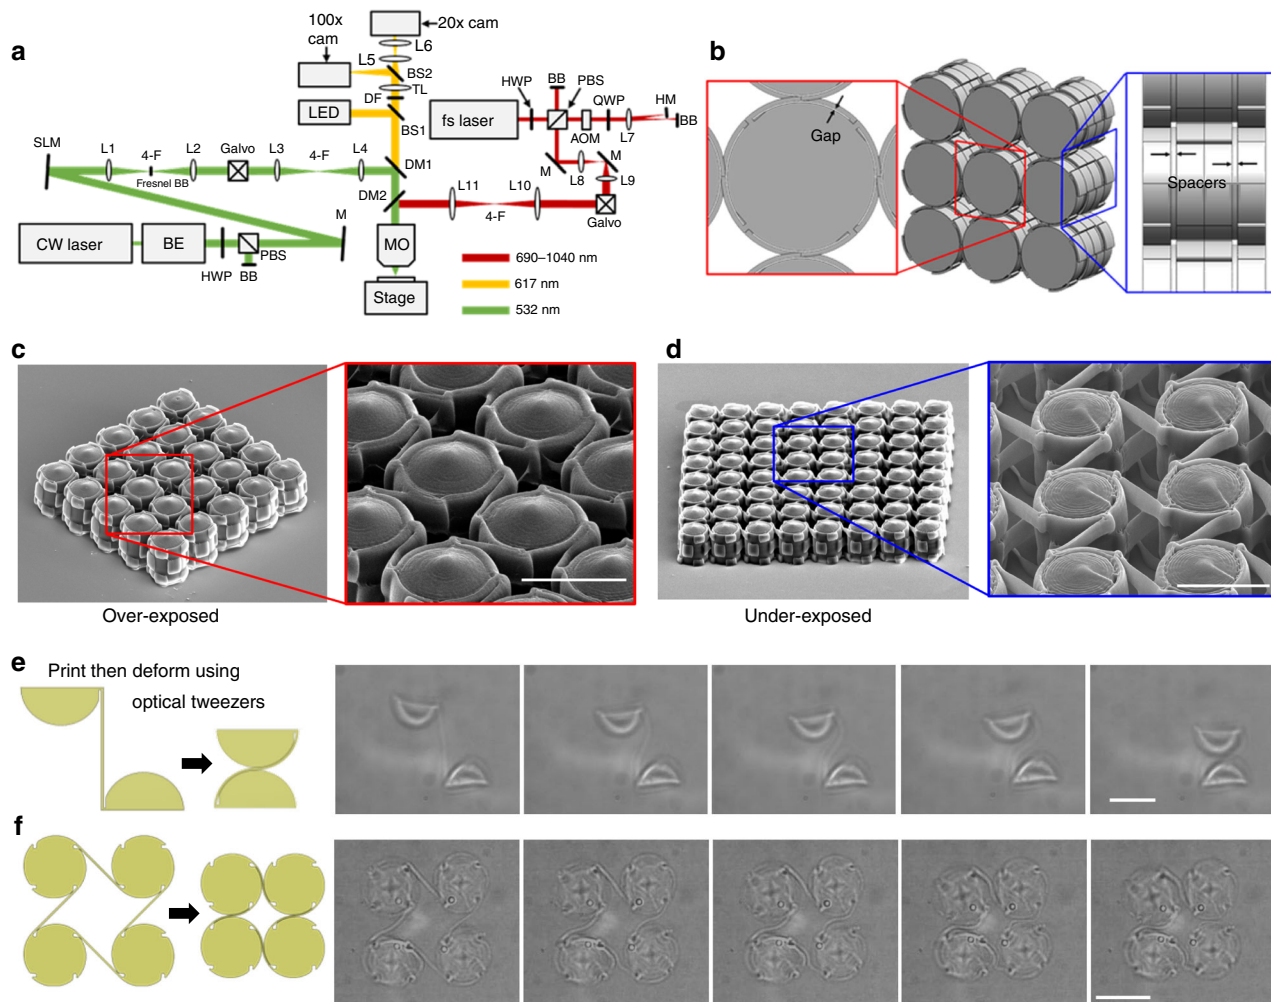 a
100x
cam
20x cam
L6
L5
BS2
TL
DF
LED
BS1
HWP
BB
PBS
QWP
HM
fs laser
AOM
L7
BB
SLM
L1
4-F
L2
Galvo
L3
4-F
L4
DM1
M
L8
M
L9
Fresnel BB
DM2
L11
4-F
L10
Galvo
M
CW laser
BE
PBS
HWP
BB
MO
Stage
690–1040 nm
617 nm
532 nm
b
Gap
Spacers
c
Over-exposed
d
Under-exposed
e
Print then deform using
optical tweezers
f